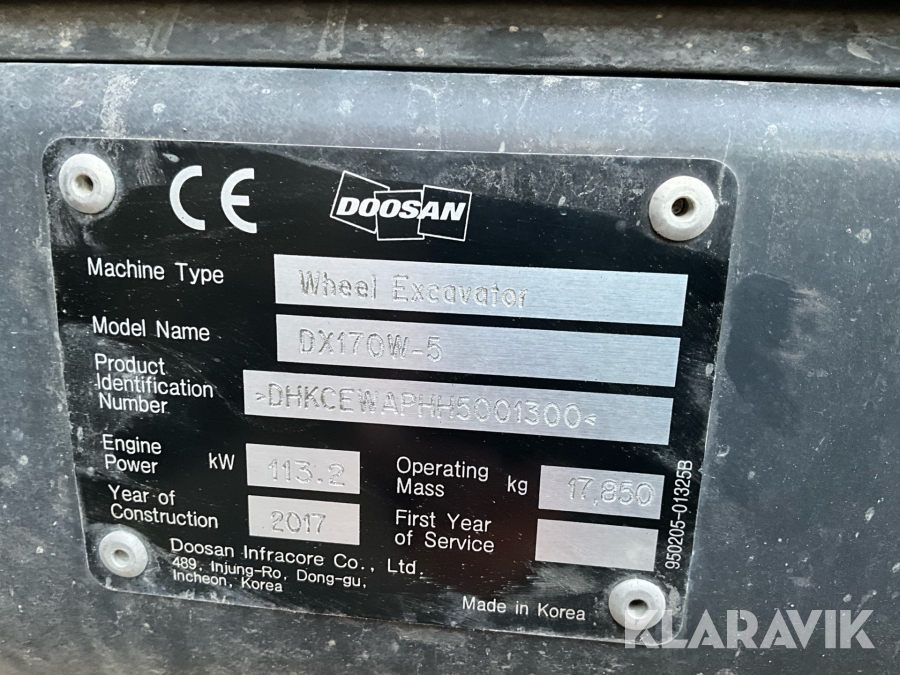 CE
DOOSAN
Machine Type Wheel Excavator
Model Name DX170W-5
Product
Identification
Number >DHKCEWAPHH5001300<
Engine
Power kW 113.2
Operating
Mass kg 17,850
Year of
Construction 2017
First Year
of Service
Doosan Infracore Co., Ltd.
489, Injung-Ro, Dong-gu,
Incheon, Korea
Made in Korea
950205-01325B
KLARAVIK